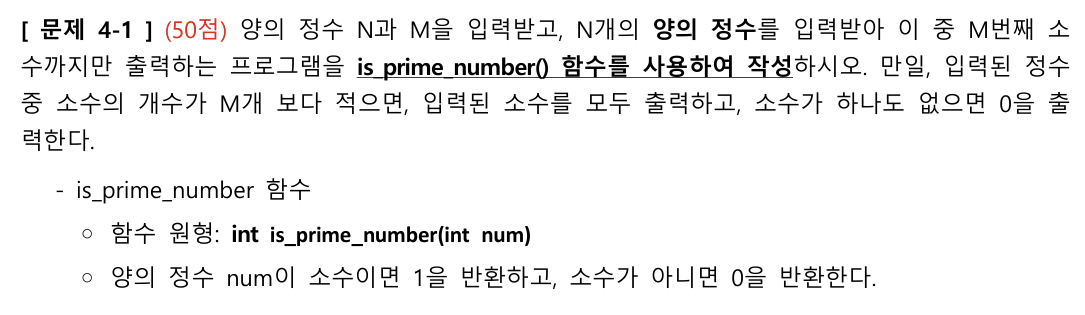 [ 문제 4-1 ] (50점) 양의 정수 N과 M을 입력받고, N개의 양의 정수를 입력받아 이 중 M번째 소
수까지만 출력하는 프로그램을 is_prime_number() 함수를 사용하여 작성하시오. 만일, 입력된 정수
중 소수의 개수가 M개 보다 적으면, 입력된 소수를 모두 출력하고, 소수가 하나도 없으면 0을 출
력한다.
- is_prime_number 함수
○ 함수 원형: int is_prime_number(int num)
○ 양의 정수 num이 소수이면 1을 반환하고, 소수가 아니면 0을 반환한다.